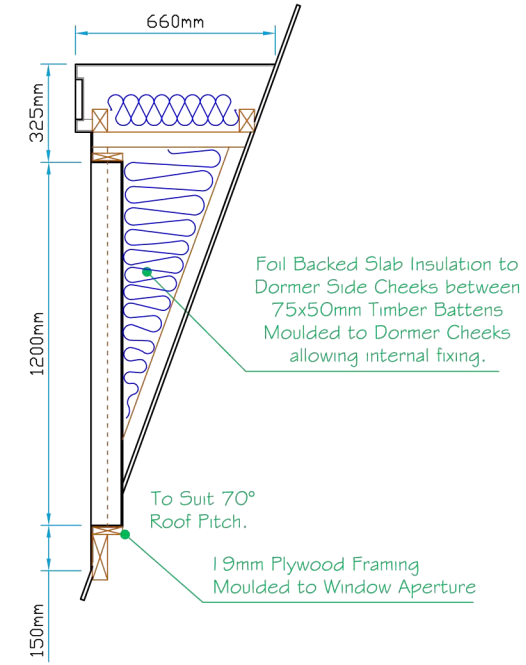 660mm
325mm
1200mm
150mm
Foil Backed Slab Insulation to
Dormer Side Cheeks between
75x50mm Timber Battens
Moulded to Dormer Cheeks
allowing internal fixing.
To Suit 70°
Roof Pitch.
19mm Plywood Framing
Moulded to Window Aperture